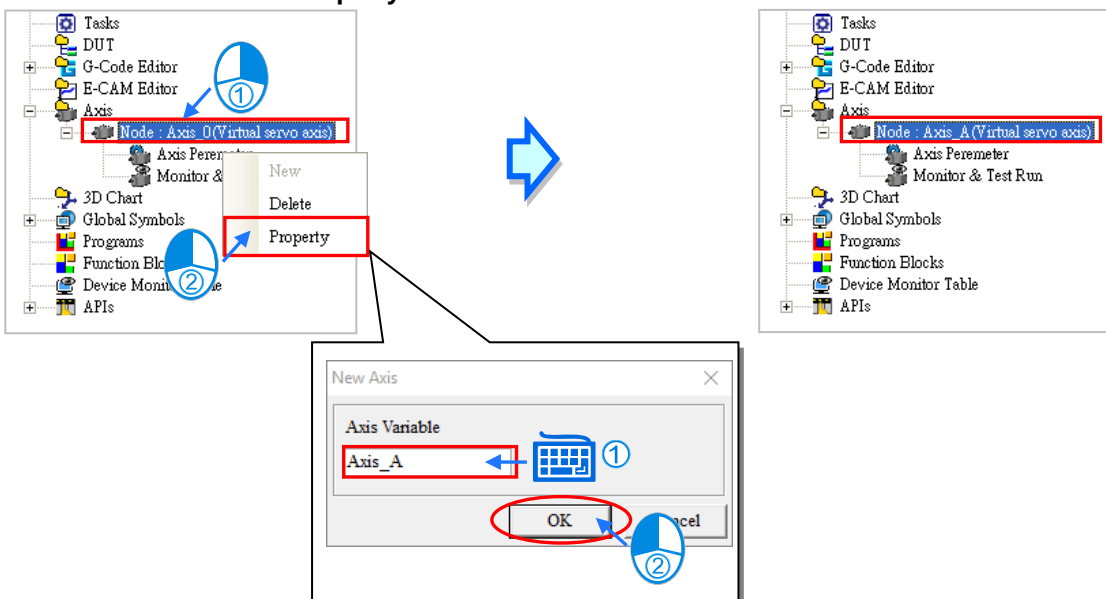 Tasks
DUT
G-Code Editor
E-CAM Editor
①
Axis
Node : Axis_0(Virtual servo axis)
Axis
Monitor &
New
Delete
Property
3D Chart
Global Symbols
Programs
Function
②
Device
APIs
Tasks
DUT
G-Code Editor
E-CAM Editor
Axis
Node : Axis_A(Virtual servo axis)
Axis Peremeter
Monitor & Test Run
3D Chart
Global Symbols
Programs
Function Blocks
Device Monitor Table
APIs
New Axis
Axis Variable
Axis_A
①
OK
②